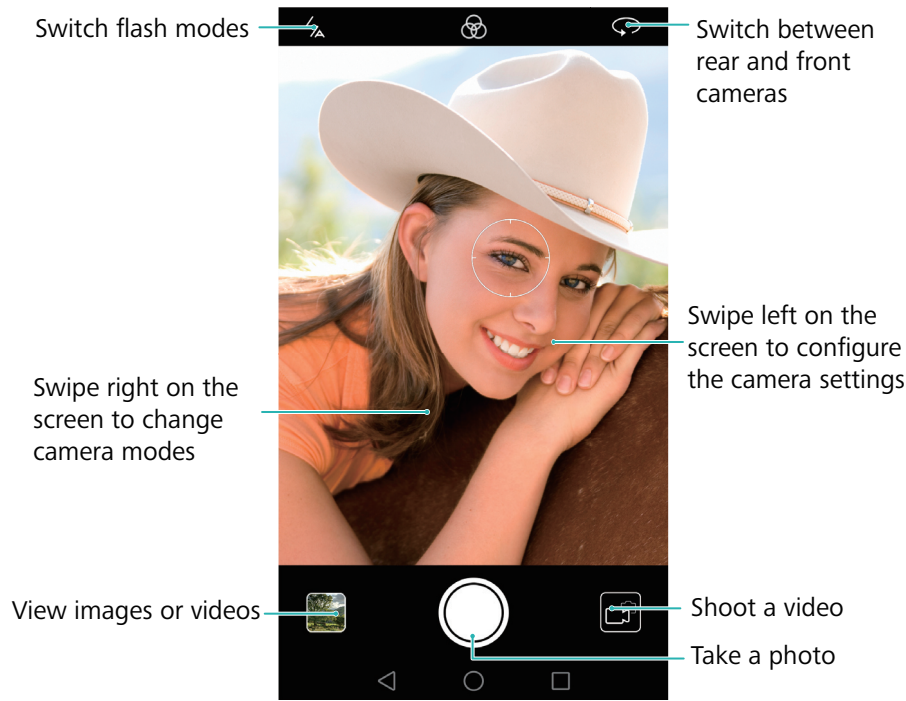 Switch flash modes
Switch between
rear and front
cameras
Swipe left on the
screen to configure
the camera settings
Swipe right on the
screen to change
camera modes
View images or videos
Shoot a video
Take a photo